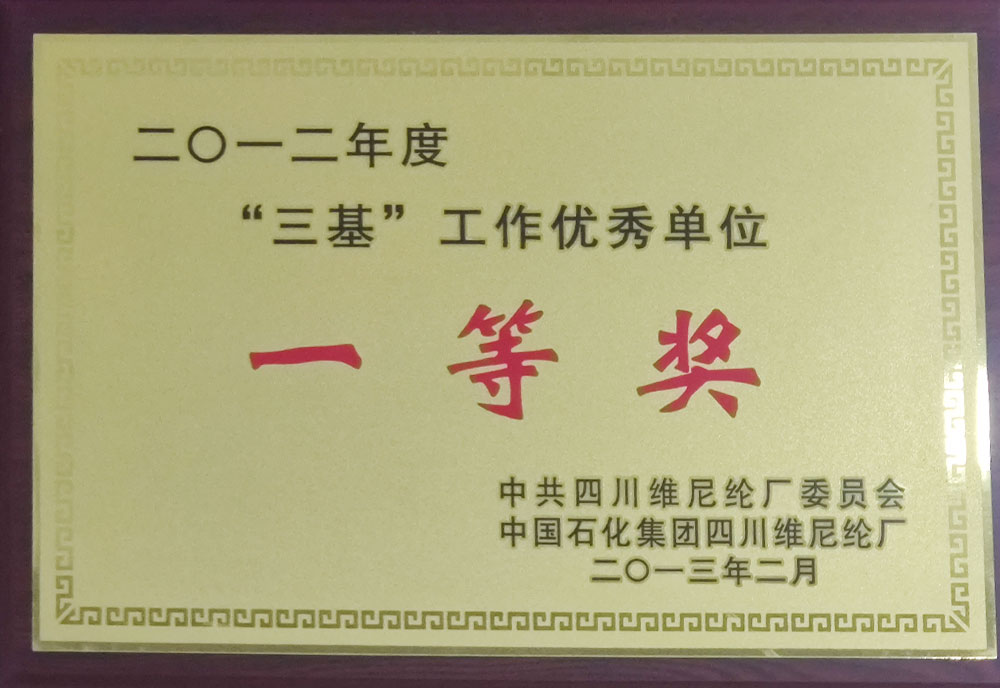 二〇一二年度
“三基”工作优秀单位
一等奖
中共四川维尼纶厂委员会
中国石化集团四川维尼纶厂
二〇一三年二月